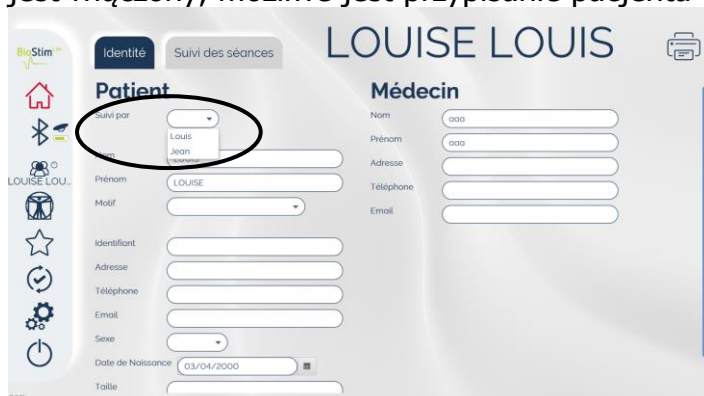 jest włączony, możliwe jest przypisanie pacjenta
BioStim
Identité
Suivi des séances
LOUISE LOUIS
Patient
Suivi par
Louis
Jean
Nom
LOUIS
Prénom
LOUISE
Motif
Identifiant
Adresse
Téléphone
Email
Sexe
Date de Naissance
03/04/2000
Taille
Médecin
Nom
aaa
Prénom
aaa
Adresse
Téléphone
Email
LOUISE LOU...